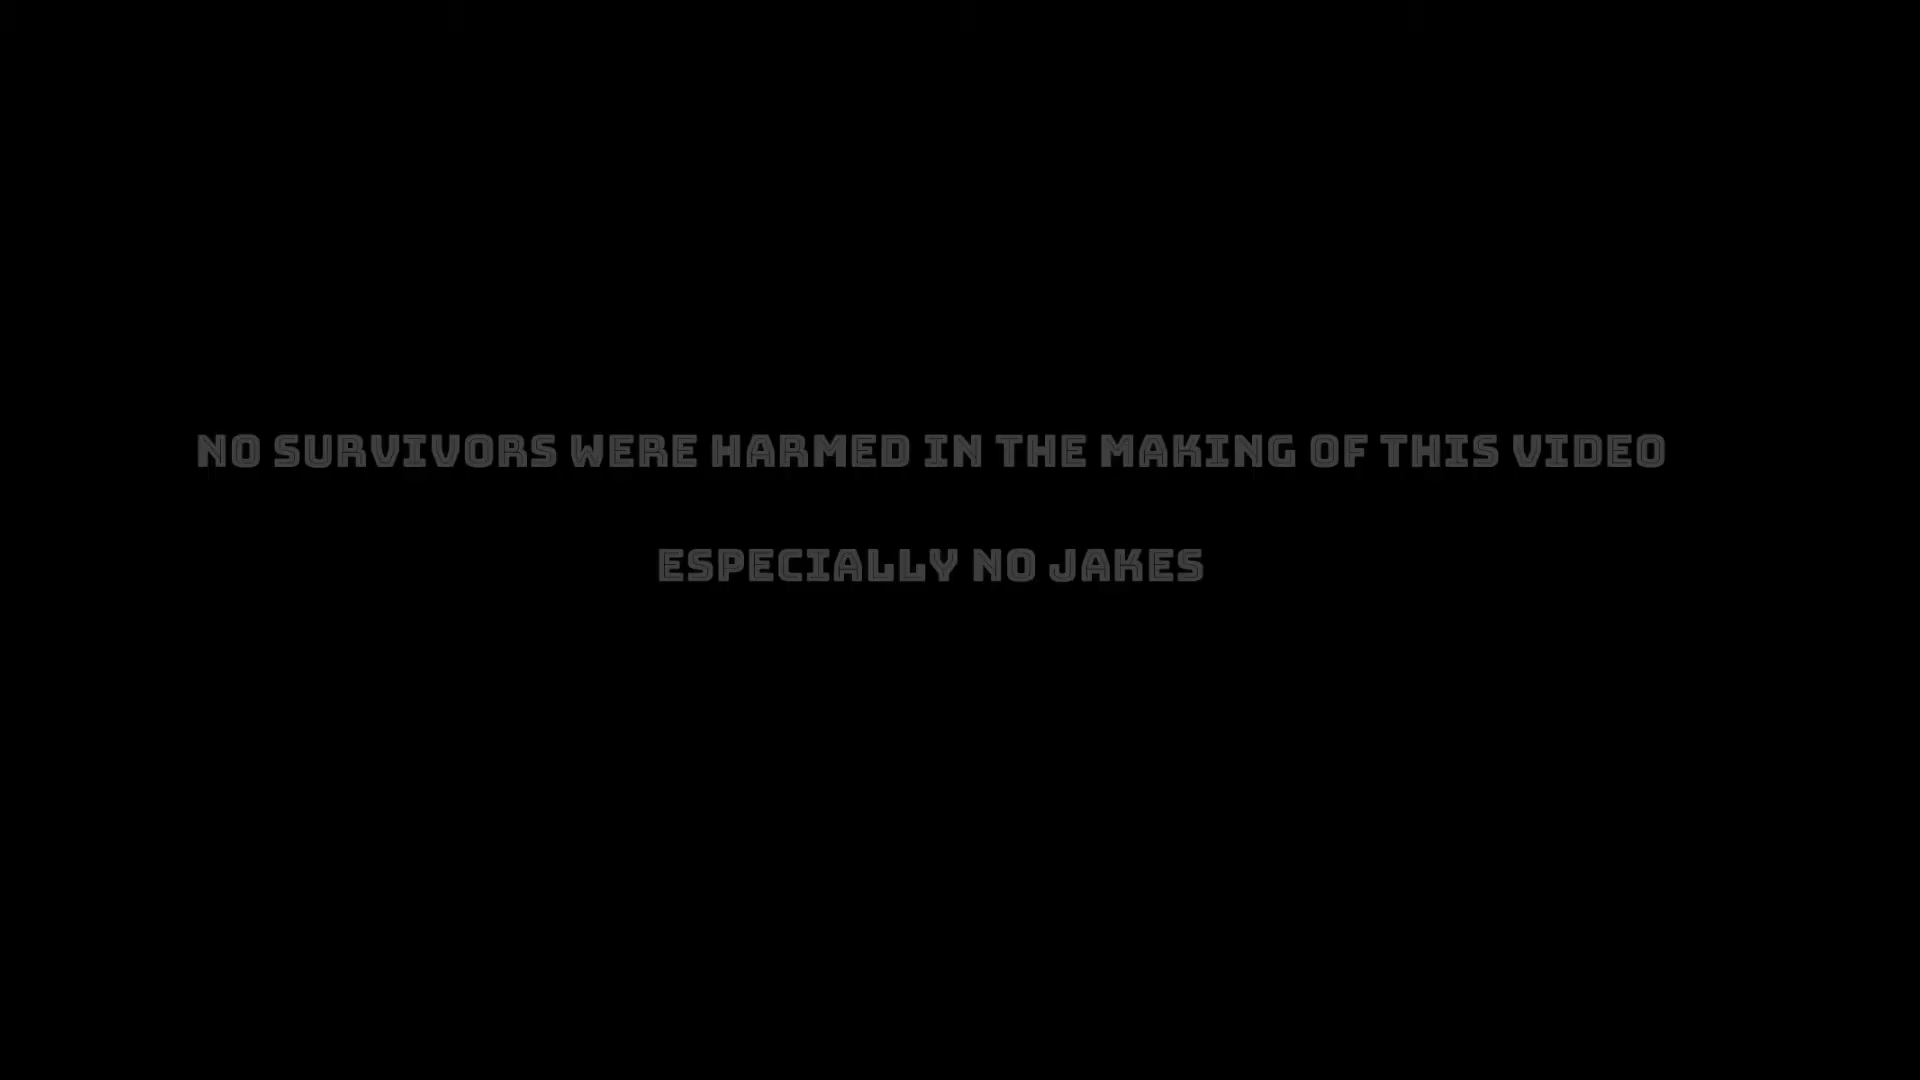 NO SURVIVORS WERE HARMED IN THE MAKING OF THIS VIDEO
ESPECIALLY NO JAKES